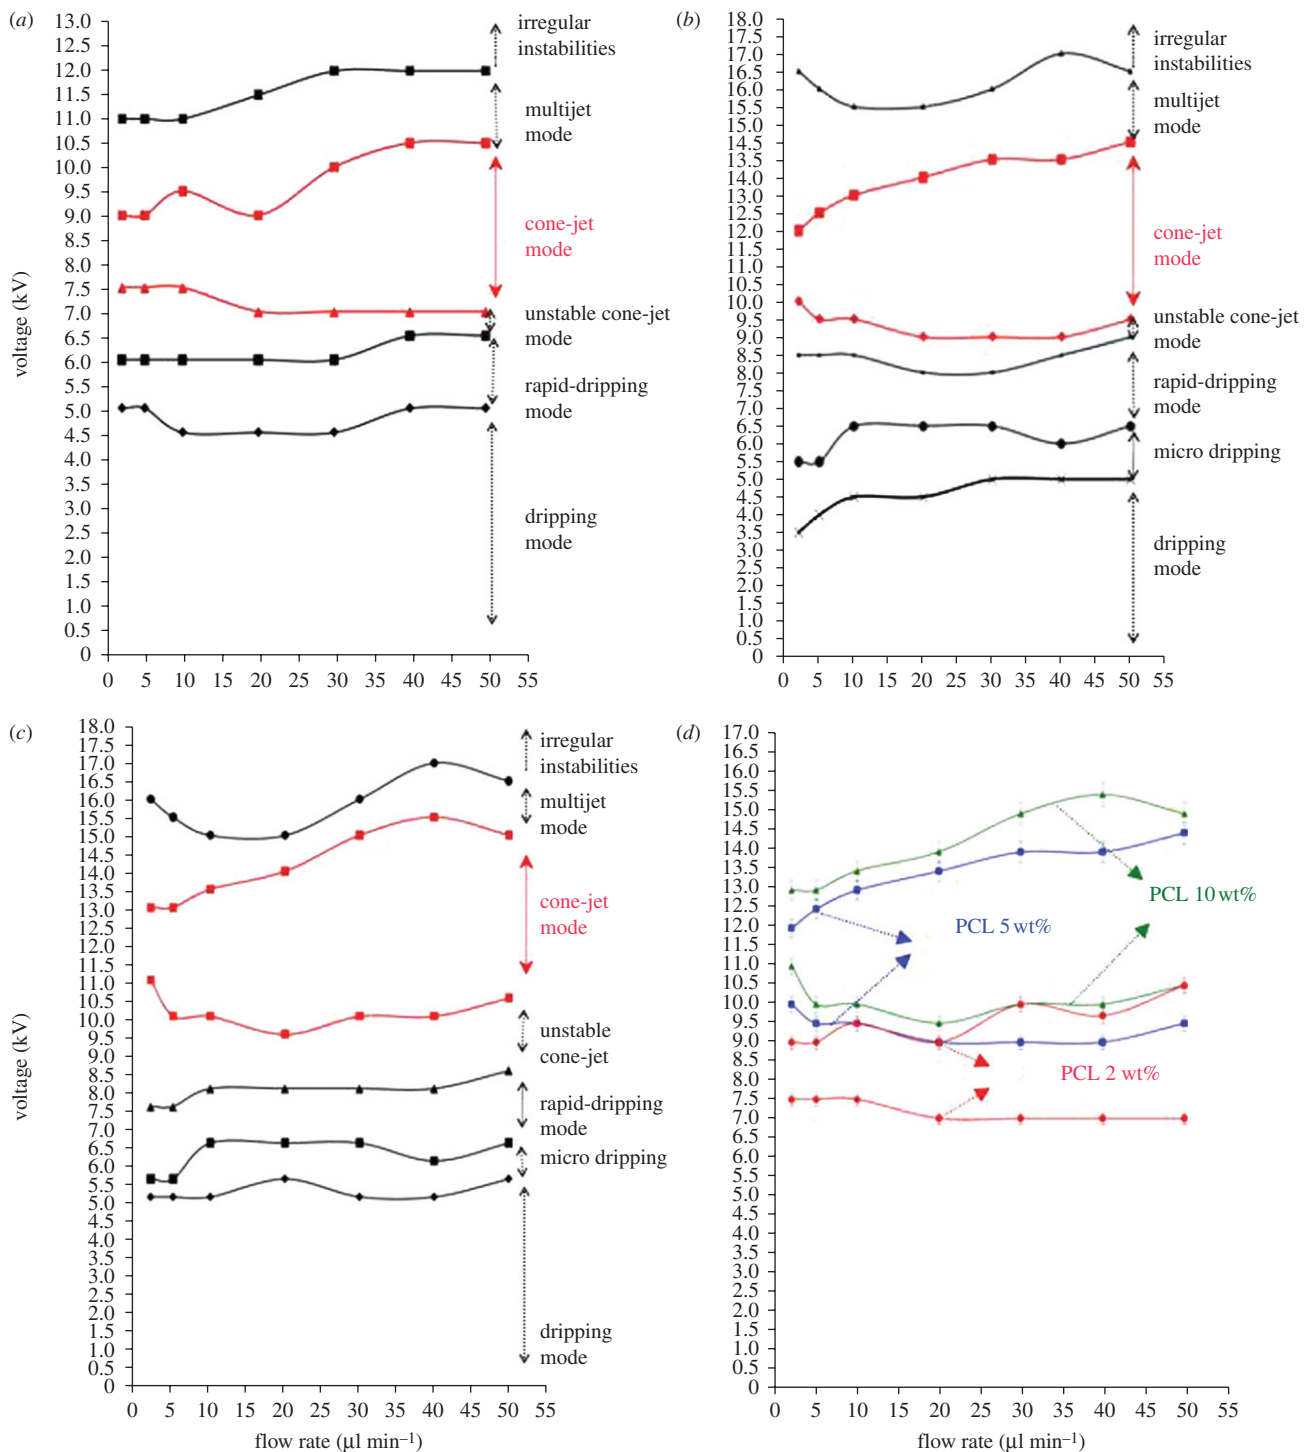 (a)
13.0
12.5
12.0
11.5
11.0
10.5
10.0
9.5
9.0
8.5
8.0
7.5
7.0
6.5
6.0
5.5
5.0
4.5
4.0
3.5
3.0
2.5
2.0
1.5
1.0
0.5
0
voltage (kV)
irregular
instabilities
multijet
mode
cone-jet
mode
unstable cone-jet
mode
rapid-dripping
mode
dripping
mode
0 5 10 15 20 25 30 35 40 45 50 55
(b)
18.0
17.5
17.0
16.5
16.0
15.5
15.0
14.5
14.0
13.5
13.0
12.5
12.0
11.5
11.0
10.5
10.0
9.5
9.0
8.5
8.0
7.5
7.0
6.5
6.0
5.5
5.0
4.5
4.0
3.5
3.0
2.5
2.0
1.5
1.0
0.5
0
irregular
instabilities
multijet
mode
cone-jet
mode
unstable cone-jet
mode
rapid-dripping
mode
micro dripping
dripping
mode
0 5 10 15 20 25 30 35 40 45 50 55
(c)
18.0
17.5
17.0
16.5
16.0
15.5
15.0
14.5
14.0
13.5
13.0
12.5
12.0
11.5
11.0
10.5
10.0
9.5
9.0
8.5
8.0
7.5
7.0
6.5
6.0
5.5
5.0
4.5
4.0
3.5
3.0
2.5
2.0
1.5
1.0
0.5
0
voltage (kV)
irregular
instabilities
multijet
mode
cone-jet
mode
unstable
cone-jet
rapid-dripping
mode
micro dripping
dripping
mode
0 5 10 15 20 25 30 35 40 45 50 55
flow rate (µl min⁻¹)
(d)
17.0
16.5
16.0
15.5
15.0
14.5
14.0
13.5
13.0
12.5
12.0
11.5
11.0
10.5
10.0
9.5
9.0
8.5
8.0
7.5
7.0
6.5
6.0
5.5
5.0
4.5
4.0
3.5
3.0
2.5
2.0
1.5
1.0
0.5
0
PCL 10 wt%
PCL 5 wt%
PCL 2 wt%
0 5 10 15 20 25 30 35 40 45 50 55
flow rate (µl min⁻¹)